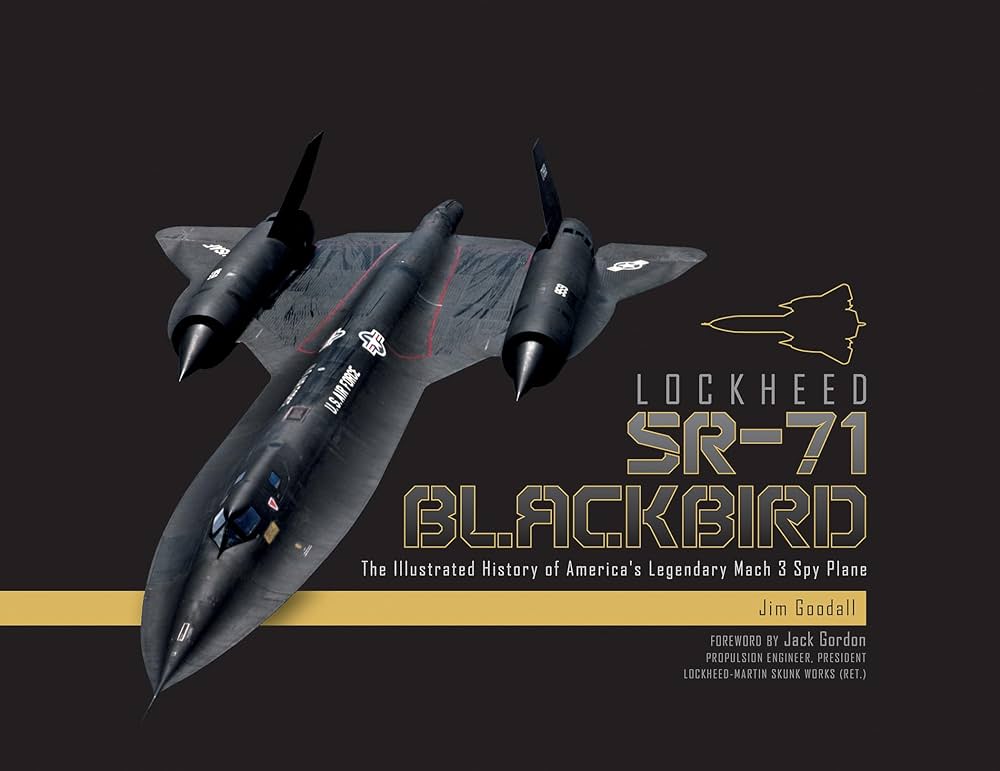 U.S. AIR FORCE
LOCKHEED
SR-71
BLACKBIRD
The Illustrated History of America's Legendary Mach 3 Spy Plane
Jim Goodall
FOREWORD BY Jack Gordon
PROPULSION ENGINEER, PRESIDENT
LOCKHEED-MARTIN SKUNK WORKS (RET.)